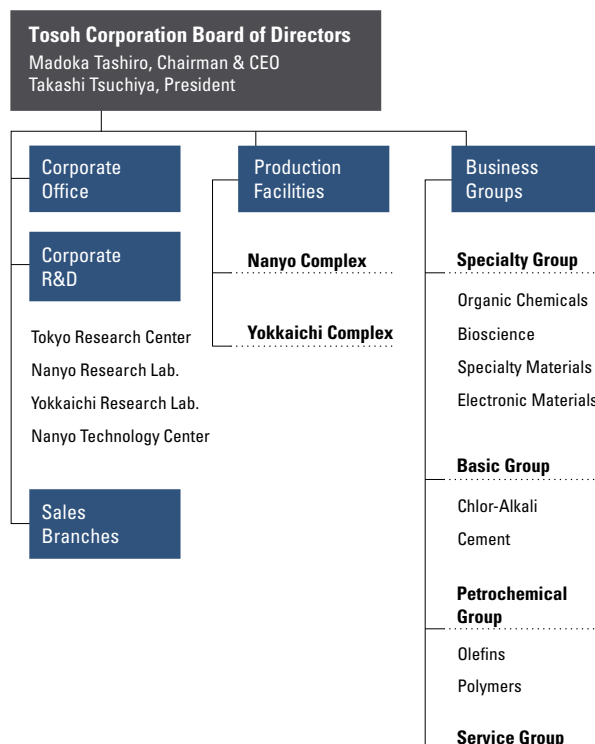 Tosoh Corporation Board of Directors
Madoka Tashiro, Chairman & CEO
Takashi Tsuchiya, President
Corporate
Office
Corporate
R&D
Tokyo Research Center
Nanyo Research Lab.
Yokkaichi Research Lab.
Nanyo Technology Center
Sales
Branches
Production
Facilities
Nanyo Complex
Yokkaichi Complex
Business
Groups
Specialty Group
Organic Chemicals
Bioscience
Specialty Materials
Electronic Materials
Basic Group
Chlor-Alkali
Cement
Petrochemical
Group
Olefins
Polymers
Service Group